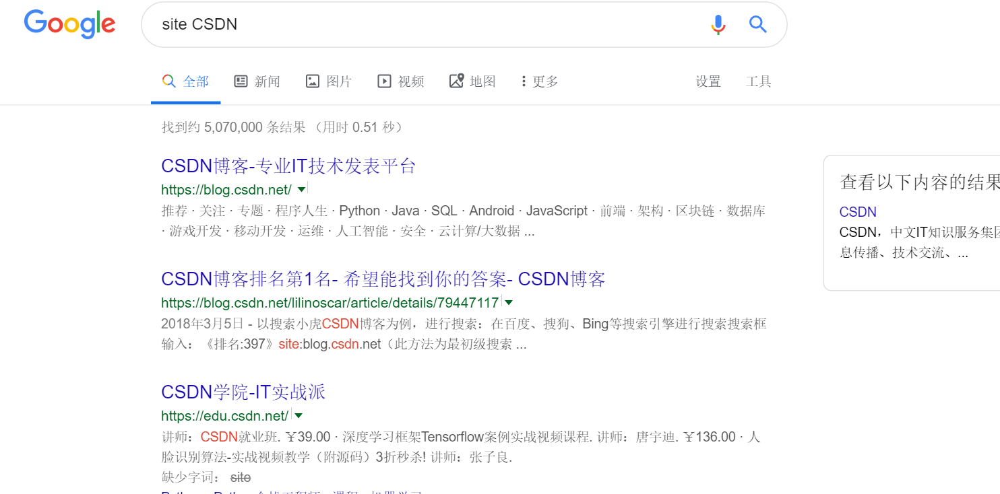 Google
site CSDN
全部 新闻 图片 视频 地图 更多 设置 工具
找到约 5,070,000 条结果 （用时 0.51 秒）
CSDN博客-专业IT技术发表平台
https://blog.csdn.net/
推荐 · 关注 · 专题 · 程序人生 · Python · Java · SQL · Android · JavaScript · 前端 · 架构 · 区块链 · 数据库
· 游戏开发 · 移动开发 · 运维 · 人工智能 · 安全 · 云计算/大数据 ...
CSDN博客排名第1名- 希望能找到你的答案- CSDN博客
https://blog.csdn.net/lilinoscar/article/details/79447117
2018年3月5日 - 以搜索小虎CSDN博客为例，进行搜索：在百度、搜狗、Bing等搜索引擎进行搜索搜索框
输入：《排名:397》site:blog.csdn.net（此方法为最初级搜索 ...
CSDN学院-IT实战派
https://edu.csdn.net/
讲师：CSDN就业班. ￥39.00 · 深度学习框架Tensorflow案例实战视频课程. 讲师：唐宇迪. ￥136.00 · 人
脸识别算法-实战视频教学（附源码）3折秒杀! 讲师：张子良.
缺少字词： site
查看以下内容的结果
CSDN
CSDN，中文IT知识服务集团
息传播、技术交流、...